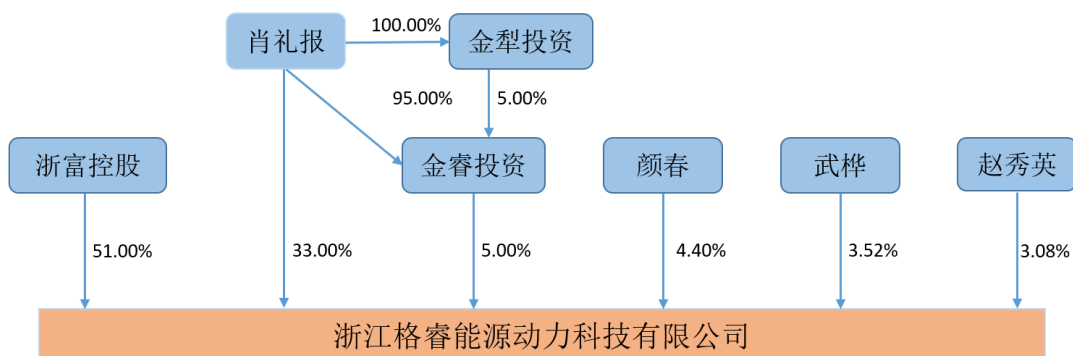 肖礼报
100.00%
金犁投资
95.00%
5.00%
浙富控股
金睿投资
颜春
武桦
赵秀英
51.00%
33.00%
5.00%
4.40%
3.52%
3.08%
浙江格睿能源动力科技有限公司